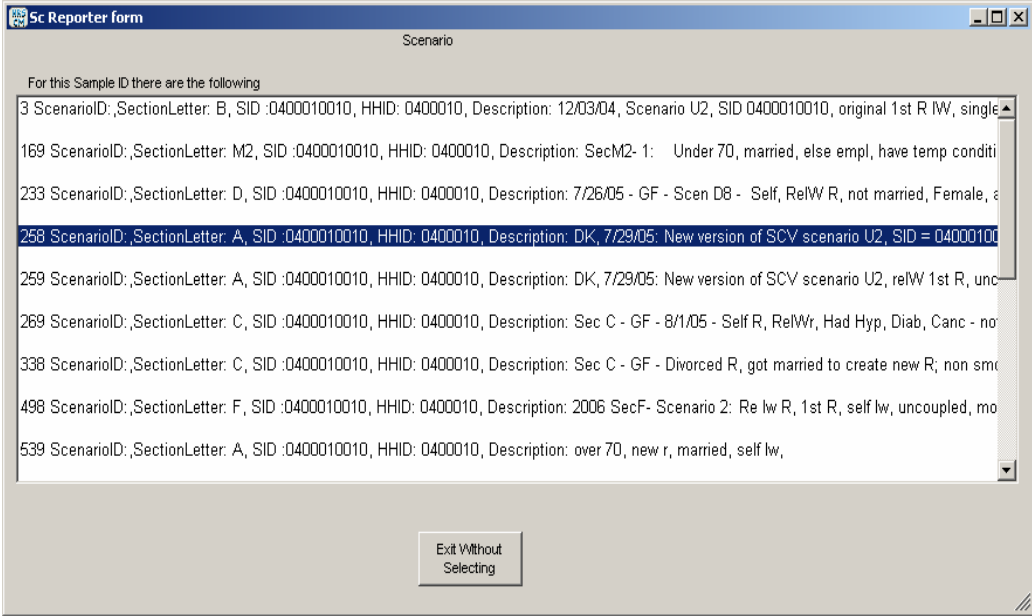 HRS CM Sc Reporter form
Scenario
For this Sample ID there are the following
3 ScenarioID:,SectionLetter: B, SID :0400010010, HHID: 0400010, Description: 12/03/04, Scenario U2, SID 0400010010, original 1st R IW, single
169 ScenarioID:,SectionLetter: M2, SID :0400010010, HHID: 0400010, Description: SecM2- 1: Under 70, married, else empl, have temp conditi
233 ScenarioID:,SectionLetter: D, SID :0400010010, HHID: 0400010, Description: 7/26/05 - GF - Scen D8 - Self, ReIW R, not married, Female, a
258 ScenarioID:,SectionLetter: A, SID :0400010010, HHID: 0400010, Description: DK, 7/29/05: New version of SCV scenario U2, SID = 04000100
259 ScenarioID:,SectionLetter: A, SID :0400010010, HHID: 0400010, Description: DK, 7/29/05: New version of SCV scenario U2, reIW 1st R, unc
269 ScenarioID:,SectionLetter: C, SID :0400010010, HHID: 0400010, Description: Sec C - GF - 8/1/05 - Self R, ReIWr, Had Hyp, Diab, Canc - no
338 ScenarioID:,SectionLetter: C, SID :0400010010, HHID: 0400010, Description: Sec C - GF - Divorced R, got married to create new R; non smo
498 ScenarioID:,SectionLetter: F, SID :0400010010, HHID: 0400010, Description: 2006 SecF- Scenario 2: Re Iw R, 1st R, self Iw, uncoupled, mo
539 ScenarioID:,SectionLetter: A, SID :0400010010, HHID: 0400010, Description: over 70, new r, married, self Iw,
Exit WIthout
Selecting